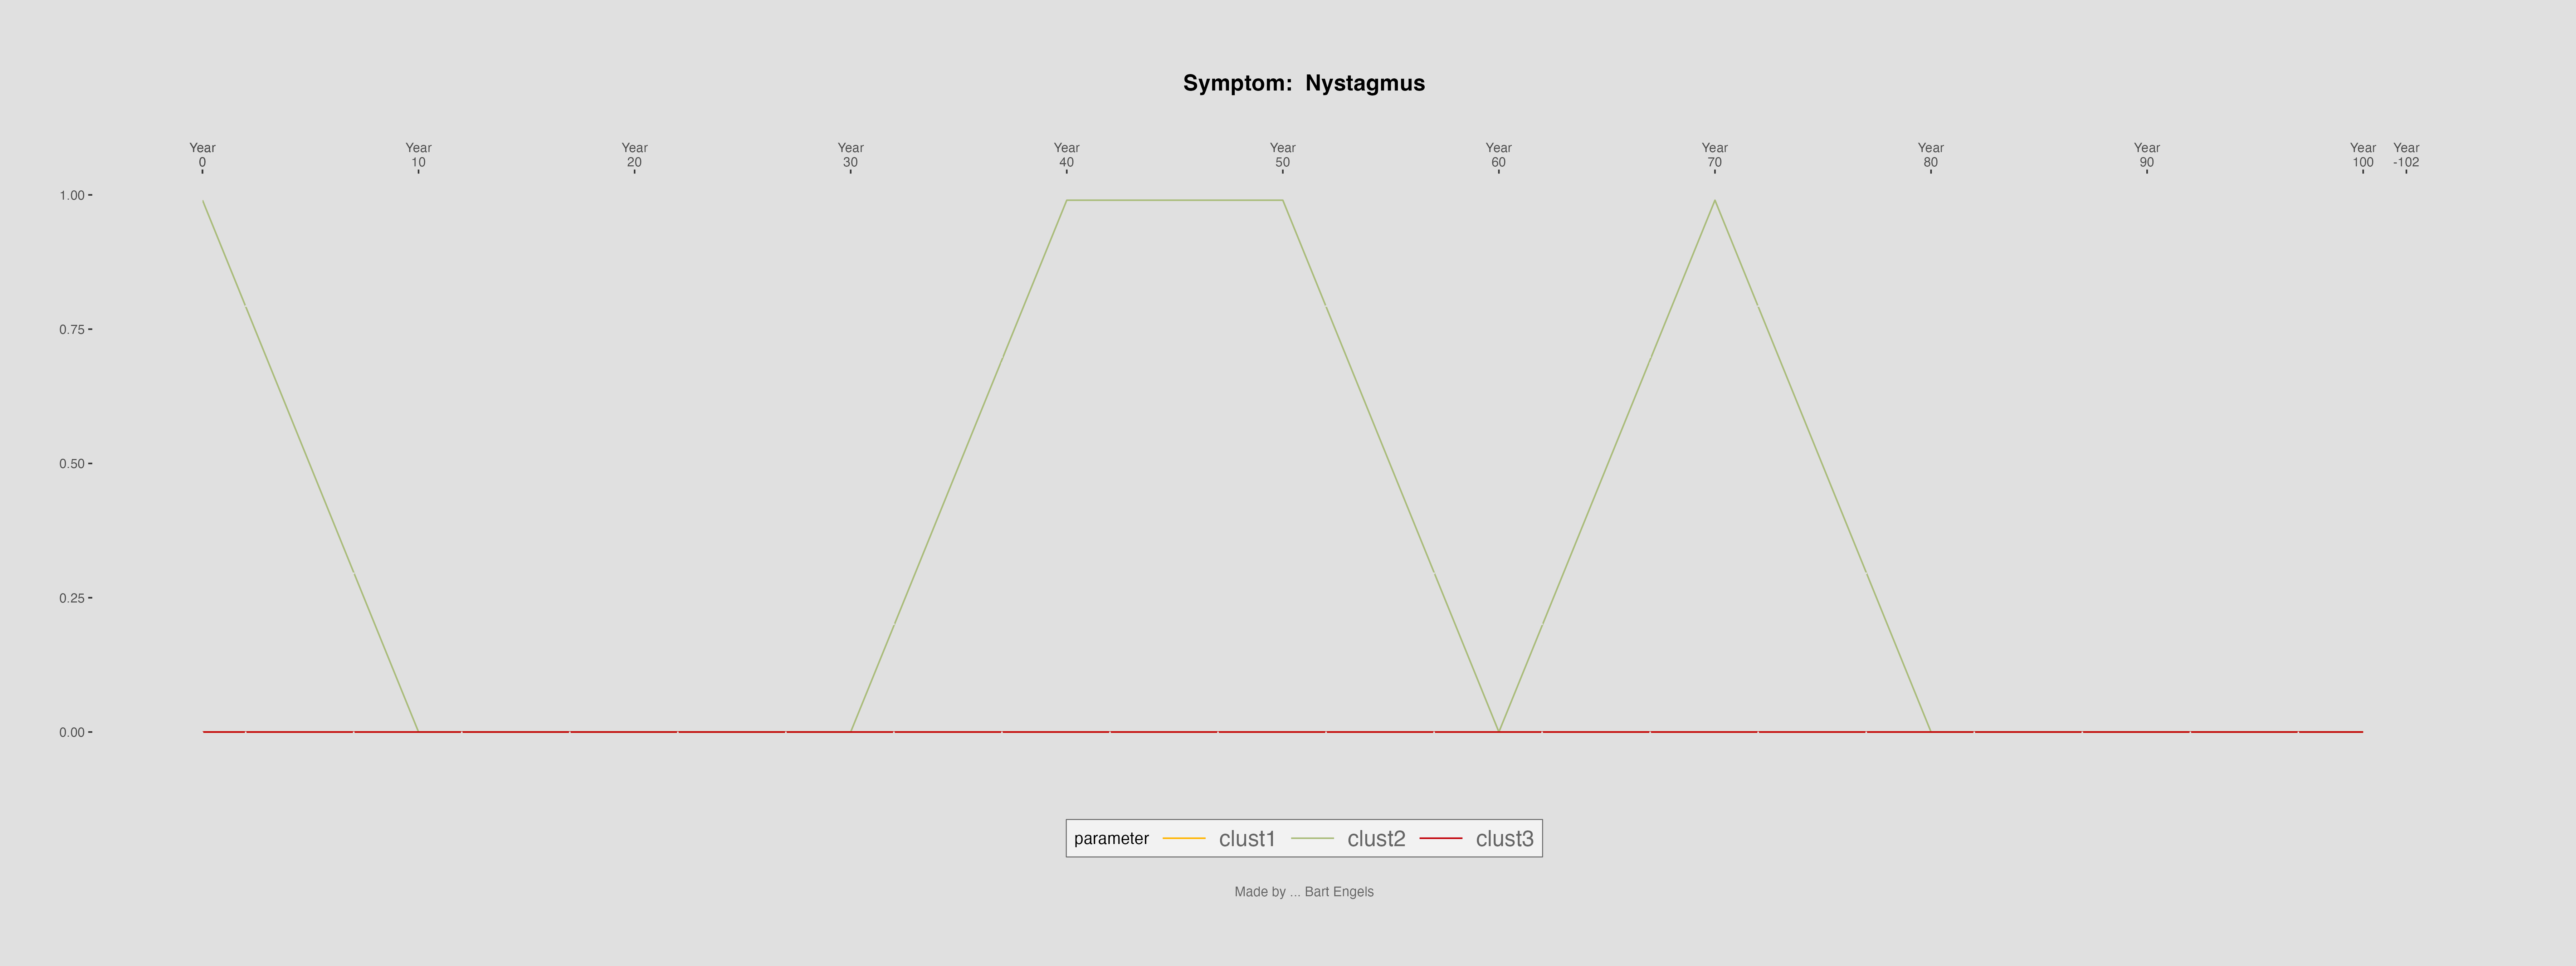 Symptom:  Nystagmus
Year Year Year Year Year Year Year Year Year Year Year Year
0 10 20 30 40 50 60 70 80 90 100 -102
1.00
0.75
0.50
0.25
0.00
parameter clust1 clust2 clust3
Made by ... Bart Engels